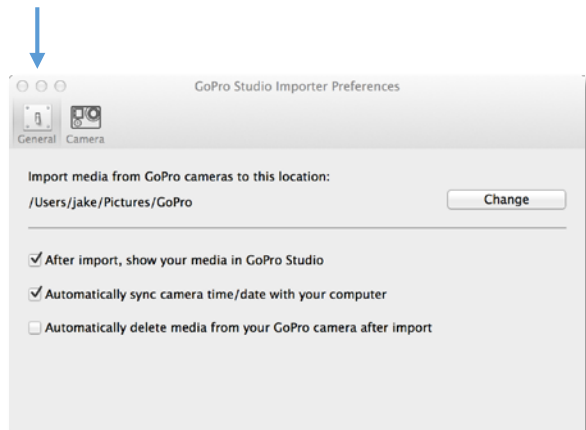 GoPro Studio Importer Preferences
General Camera
Import media from GoPro cameras to this location:
/Users/jake/Pictures/GoPro Change
After import, show your media in GoPro Studio
Automatically sync camera time/date with your computer
Automatically delete media from your GoPro camera after import